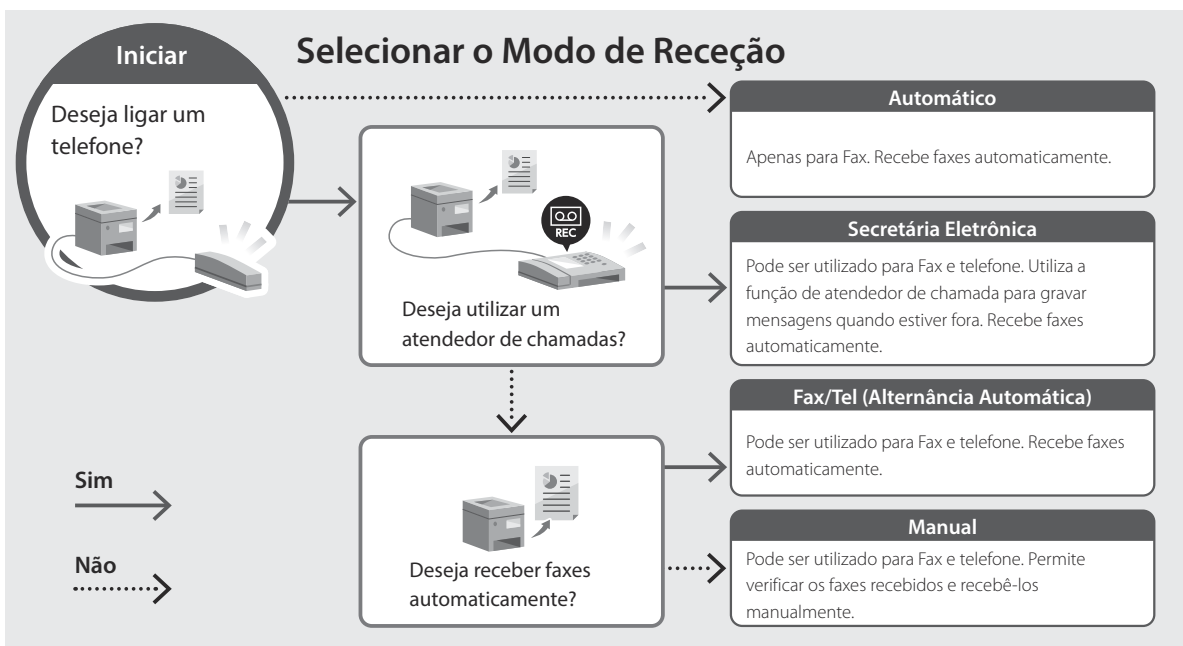 Iniciar
Selecionar o Modo de Receção
Deseja ligar um
telefone?
REC
Deseja utilizar um
atendedor de chamadas?
Deseja receber faxes
automaticamente?
Automático
Apenas para Fax. Recebe faxes automaticamente.
Secretária Eletrônica
Pode ser utilizado para Fax e telefone. Utiliza a
função de atendedor de chamada para gravar
mensagens quando estiver fora. Recebe faxes
automaticamente.
Fax/Tel (Alternância Automática)
Pode ser utilizado para Fax e telefone. Recebe faxes
automaticamente.
Manual
Pode ser utilizado para Fax e telefone. Permite
verificar os faxes recebidos e recebê-los
manualmente.
Sim
Não